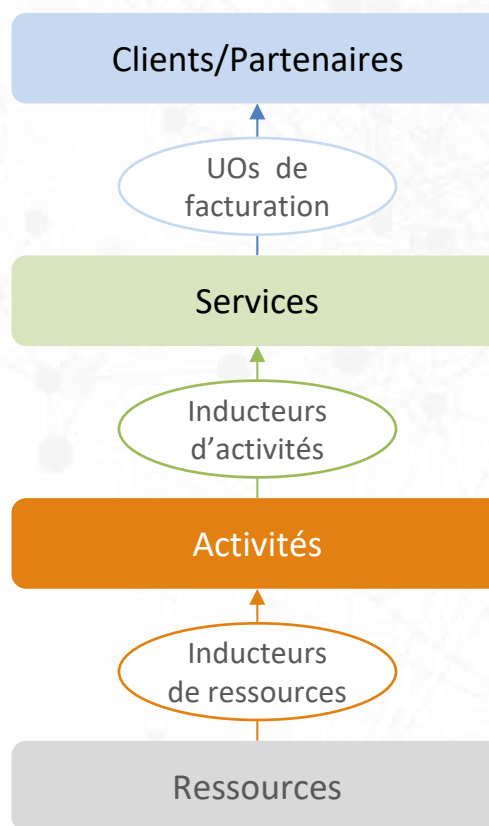 Clients/Partenaires
UOs de
facturation
Services
Inducteurs
d’activités
Activités
Inducteurs
de ressources
Ressources